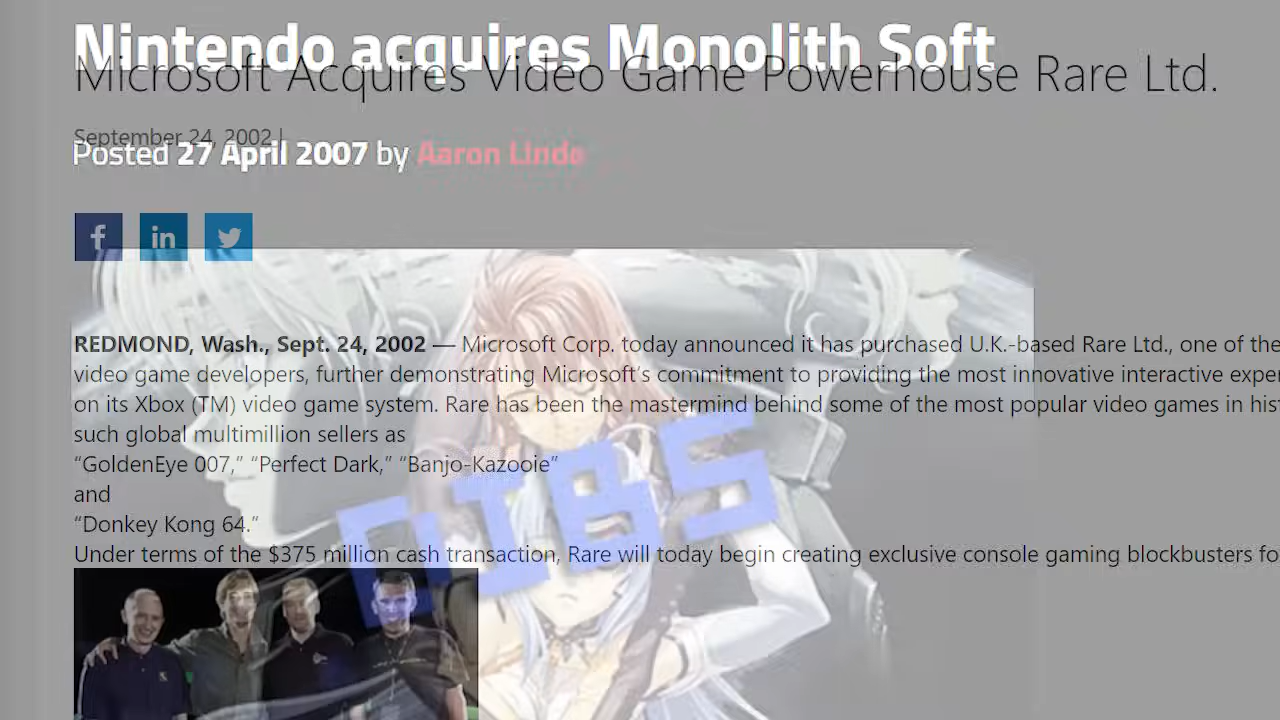 Nintendo acquires Monolith Soft
Microsoft Acquires Video Game Powerhouse Rare Ltd.
September 24, 2002 |
Posted 27 April 2007 by Aaron Linde
f in
REDMOND, Wash., Sept. 24, 2002 — Microsoft Corp. today announced it has purchased U.K.-based Rare Ltd., one of the
video game developers, further demonstrating Microsoft’s commitment to providing the most innovative interactive
on its Xbox (TM) video game system. Rare has been the mastermind behind some of the most popular video games in
such global multimillion sellers as
“GoldenEye 007,” “Perfect Dark,” “Banjo-Kazooie”
and
“Donkey Kong 64.”
DIBS
Under terms of the $375 million cash transaction, Rare will today begin creating exclusive console gaming blockbusters